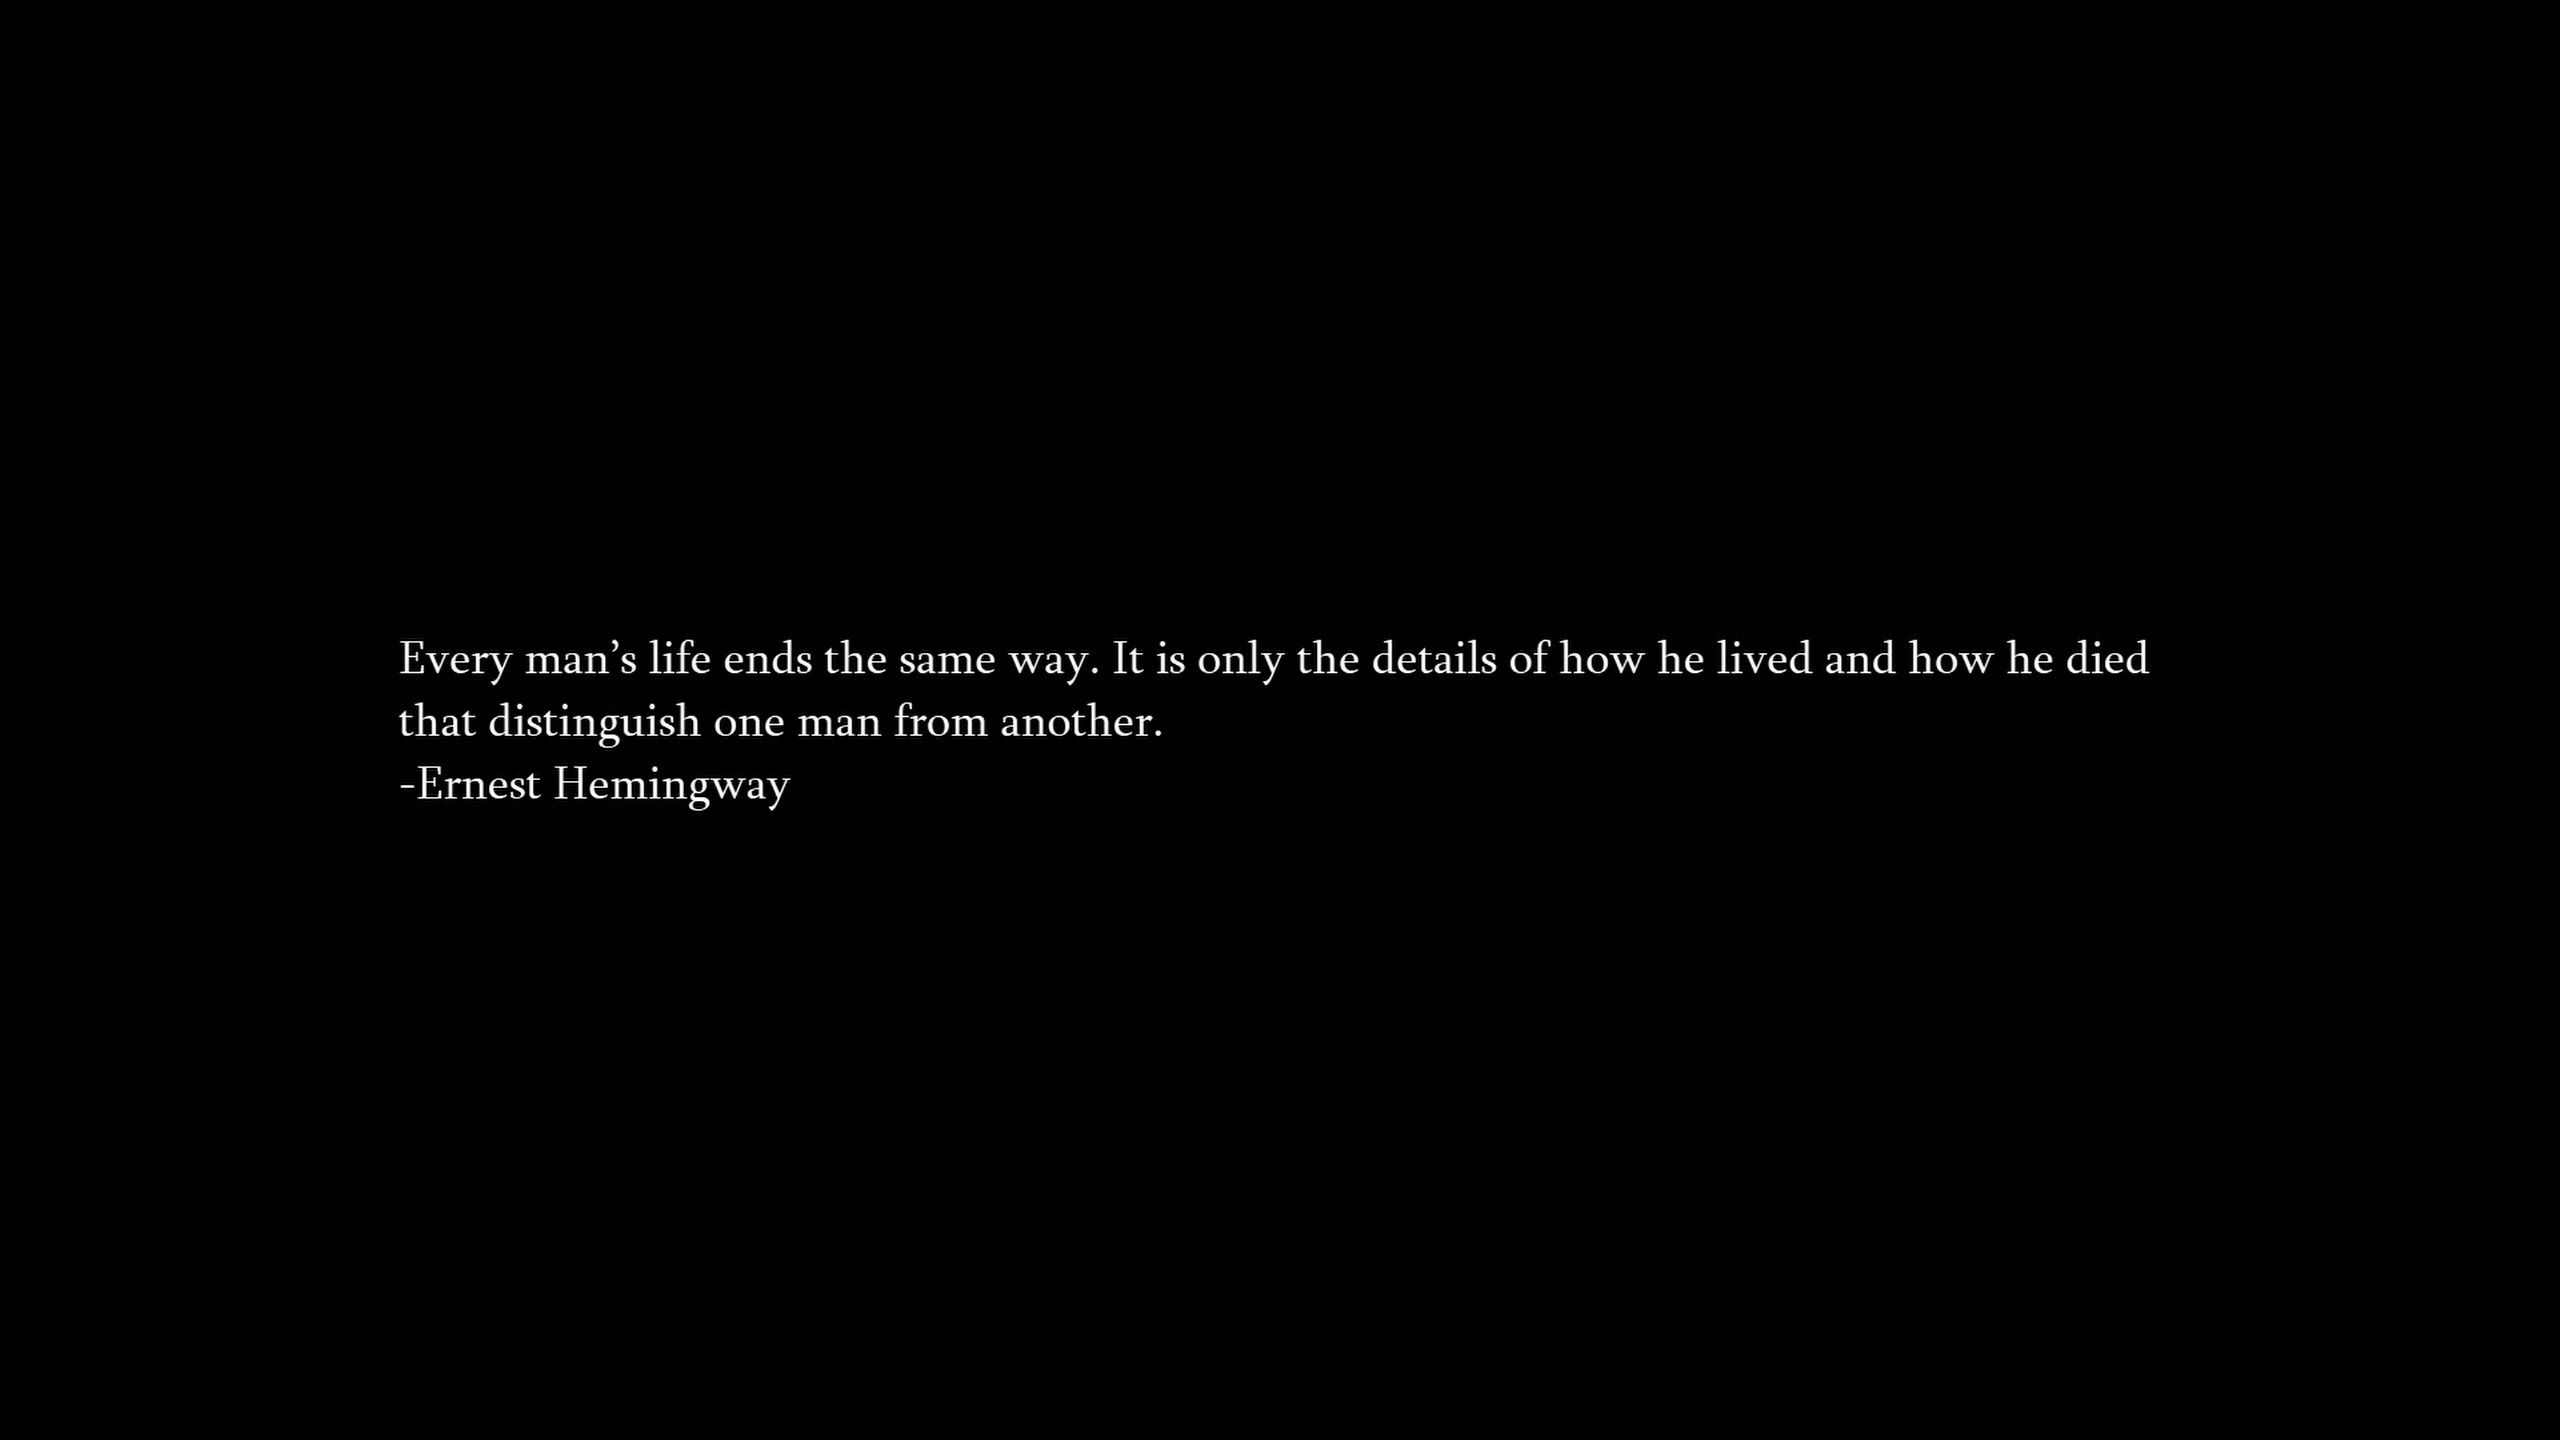 Every man’s life ends the same way. It is only the details of how he lived and how he died
that distinguish one man from another.
-Ernest Hemingway